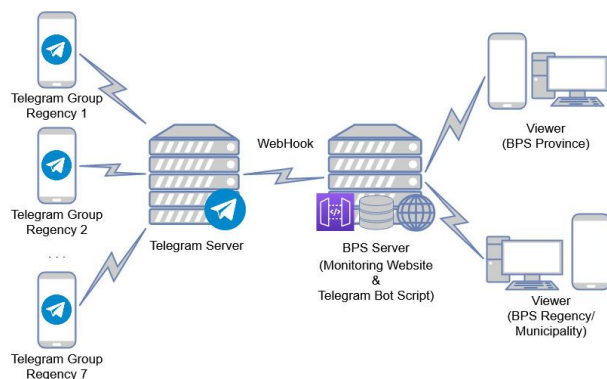 Telegram Group
Regency 1
Telegram Group
Regency 2
. . .
Telegram Group
Regency 7
Telegram Server
WebHook
BPS Server
(Monitoring Website
&
Telegram Bot Script)
Viewer
(BPS Province)
Viewer
(BPS Regency/
Municipality)